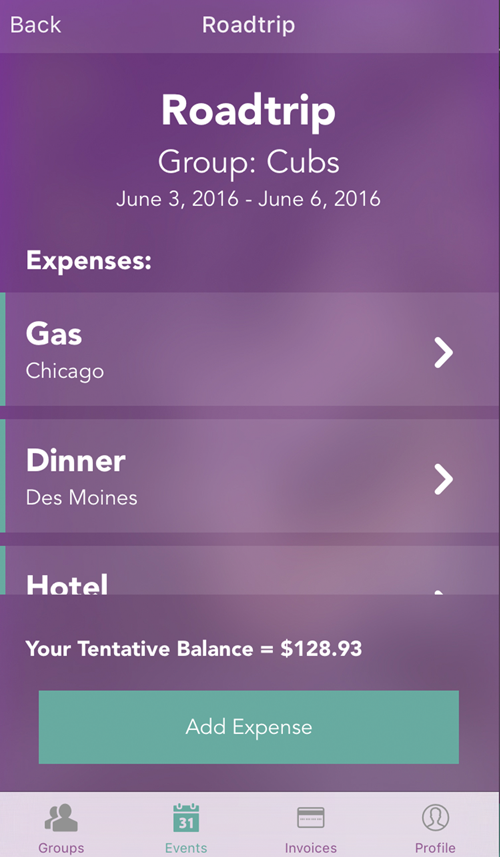 Back
Roadtrip
Roadtrip
Group: Cubs
June 3, 2016 - June 6, 2016
Expenses:
Gas
Chicago
Dinner
Des Moines
Hotel
Your Tentative Balance = $128.93
Add Expense
31
Groups
Events
Invoices
Profile